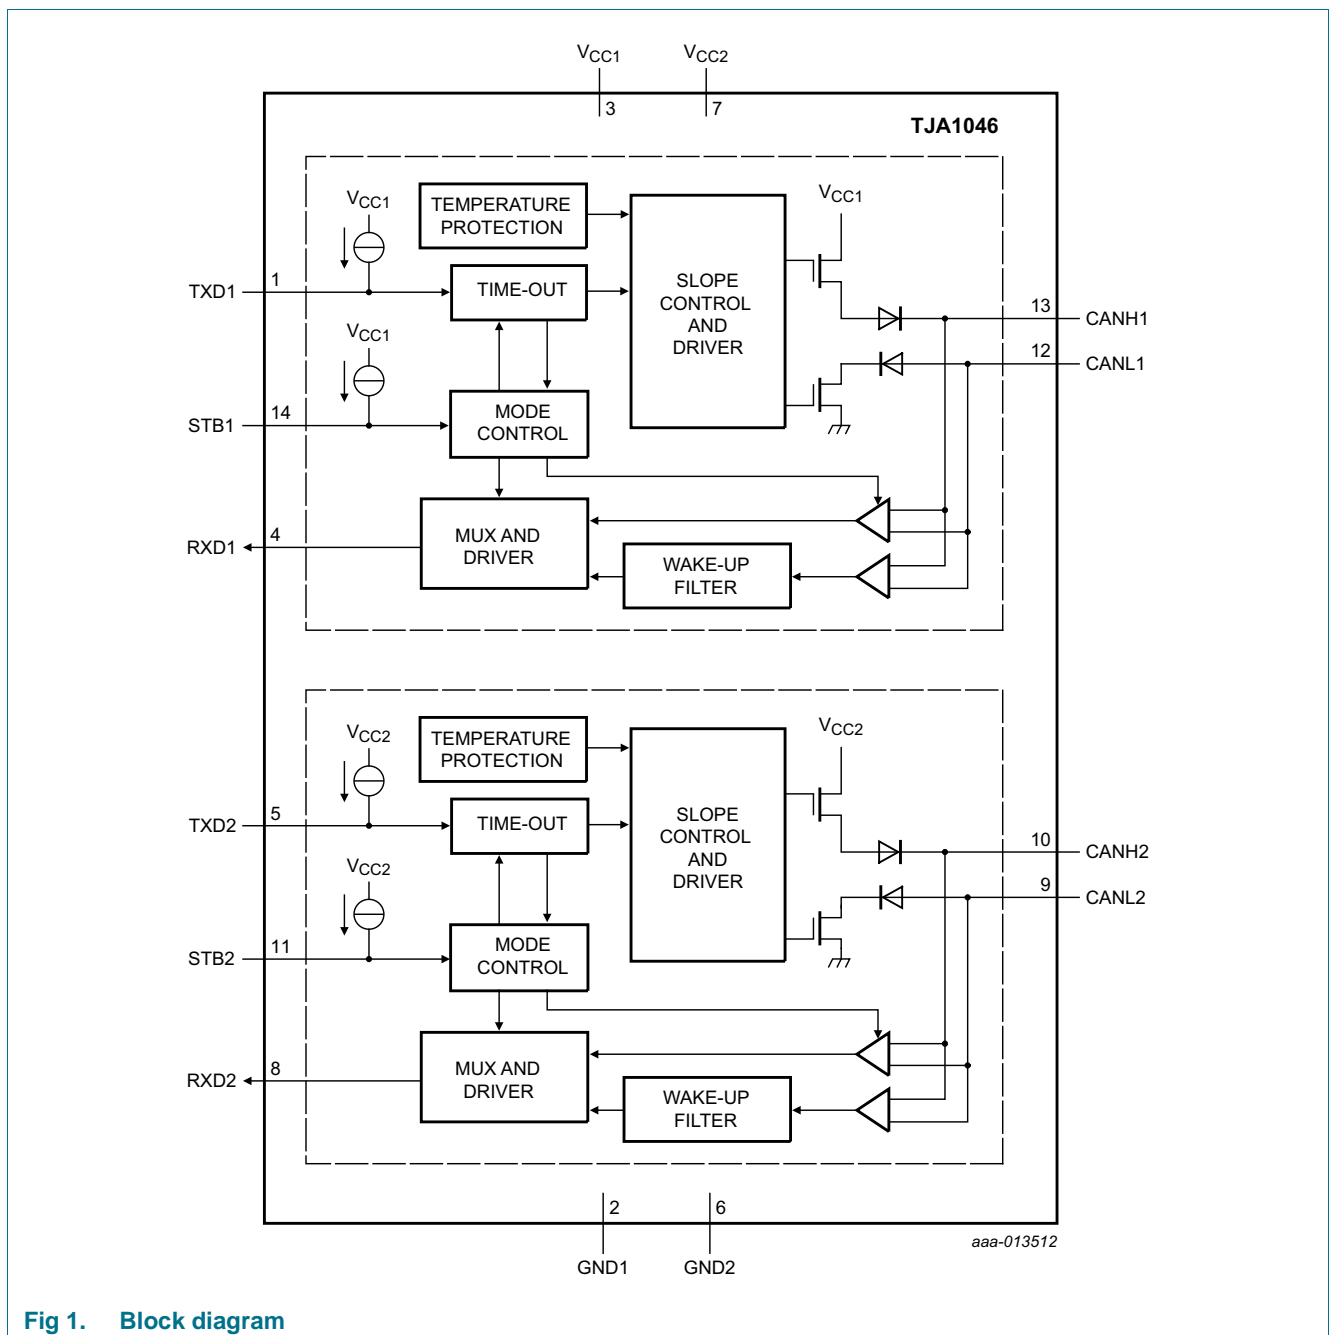 VCC1
VCC2
3
7
TJA1046
VCC1
TEMPERATURE
PROTECTION
VCC1
SLOPE
CONTROL
AND
DRIVER
TXD1
1
TIME-OUT
13
CANH1
VCC1
12
CANL1
STB1
14
MODE
CONTROL
RXD1
4
MUX AND
DRIVER
WAKE-UP
FILTER
VCC2
TEMPERATURE
PROTECTION
VCC2
SLOPE
CONTROL
AND
DRIVER
TXD2
5
TIME-OUT
10
CANH2
VCC2
9
CANL2
STB2
11
MODE
CONTROL
RXD2
8
MUX AND
DRIVER
WAKE-UP
FILTER
2
6
aaa-013512
GND1
GND2
Fig 1. Block diagram